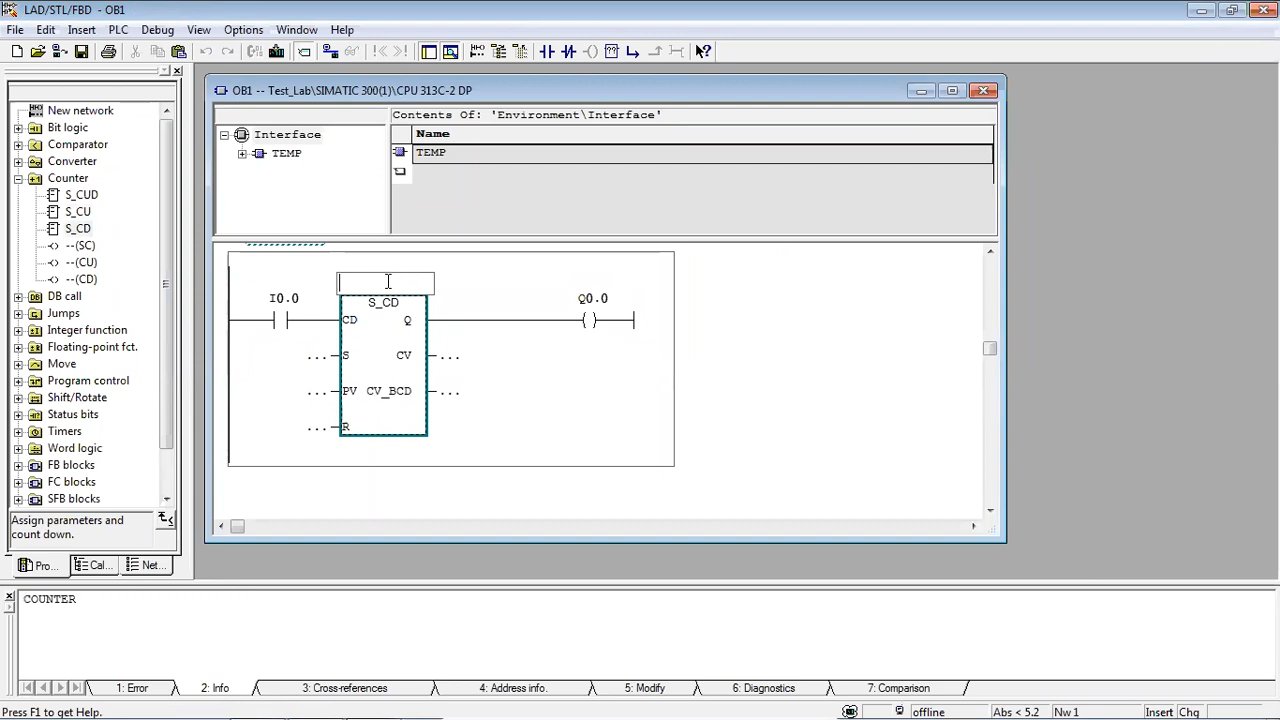 LAD/STL/FBD - OB1
File Edit Insert PLC Debug View Options Window Help
OB1 -- Test_Lab\SIMATIC 300(1)\CPU 313C-2 DP
Contents Of: 'Environment\Interface'
Interface
TEMP
Name
TEMP
New network
Bit logic
Comparator
Converter
Counter
S_CUD
S_CU
S_CD
--(SC)
--(CU)
--(CD)
DB call
Jumps
Integer function
Floating-point fct.
Move
Program control
Shift/Rotate
Status bits
Timers
Word logic
FB blocks
FC blocks
SFB blocks
Assign parameters and
count down.
Pro... Cal... Net...
I0.0 S_CD Q0.0
CD Q
... S CV ...
... PV CV_BCD ...
... R
COUNTER
1: Error 2: Info 3: Cross-references 4: Address info. 5: Modify 6: Diagnostics 7: Comparison
Press F1 to get Help. offline Abs < 5.2 Nw 1 Insert Chg